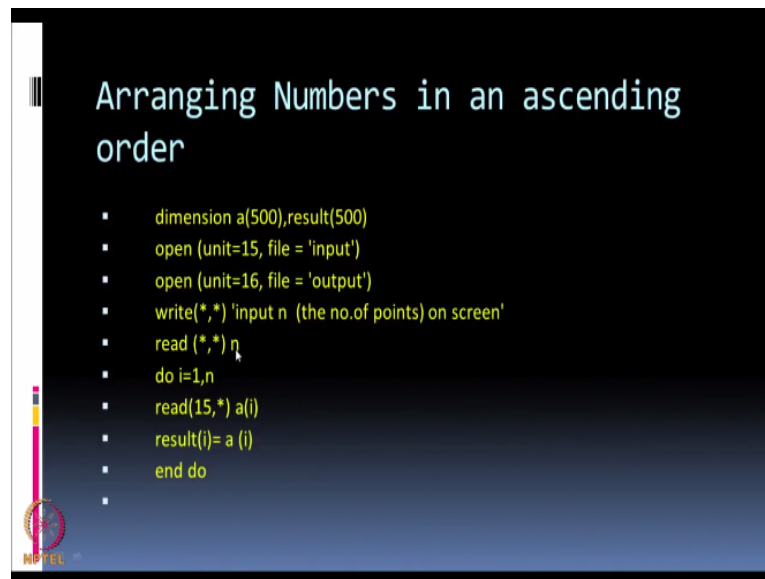 Arranging Numbers in an ascending
order
dimension a(500),result(500)
open (unit=15, file = 'input')
open (unit=16, file = 'output')
write(*,*) 'input n (the no.of points) on screen'
read (*,*) n
do i=1,n
read(15,*) a(i)
result(i)= a (i)
end do
NPTEL